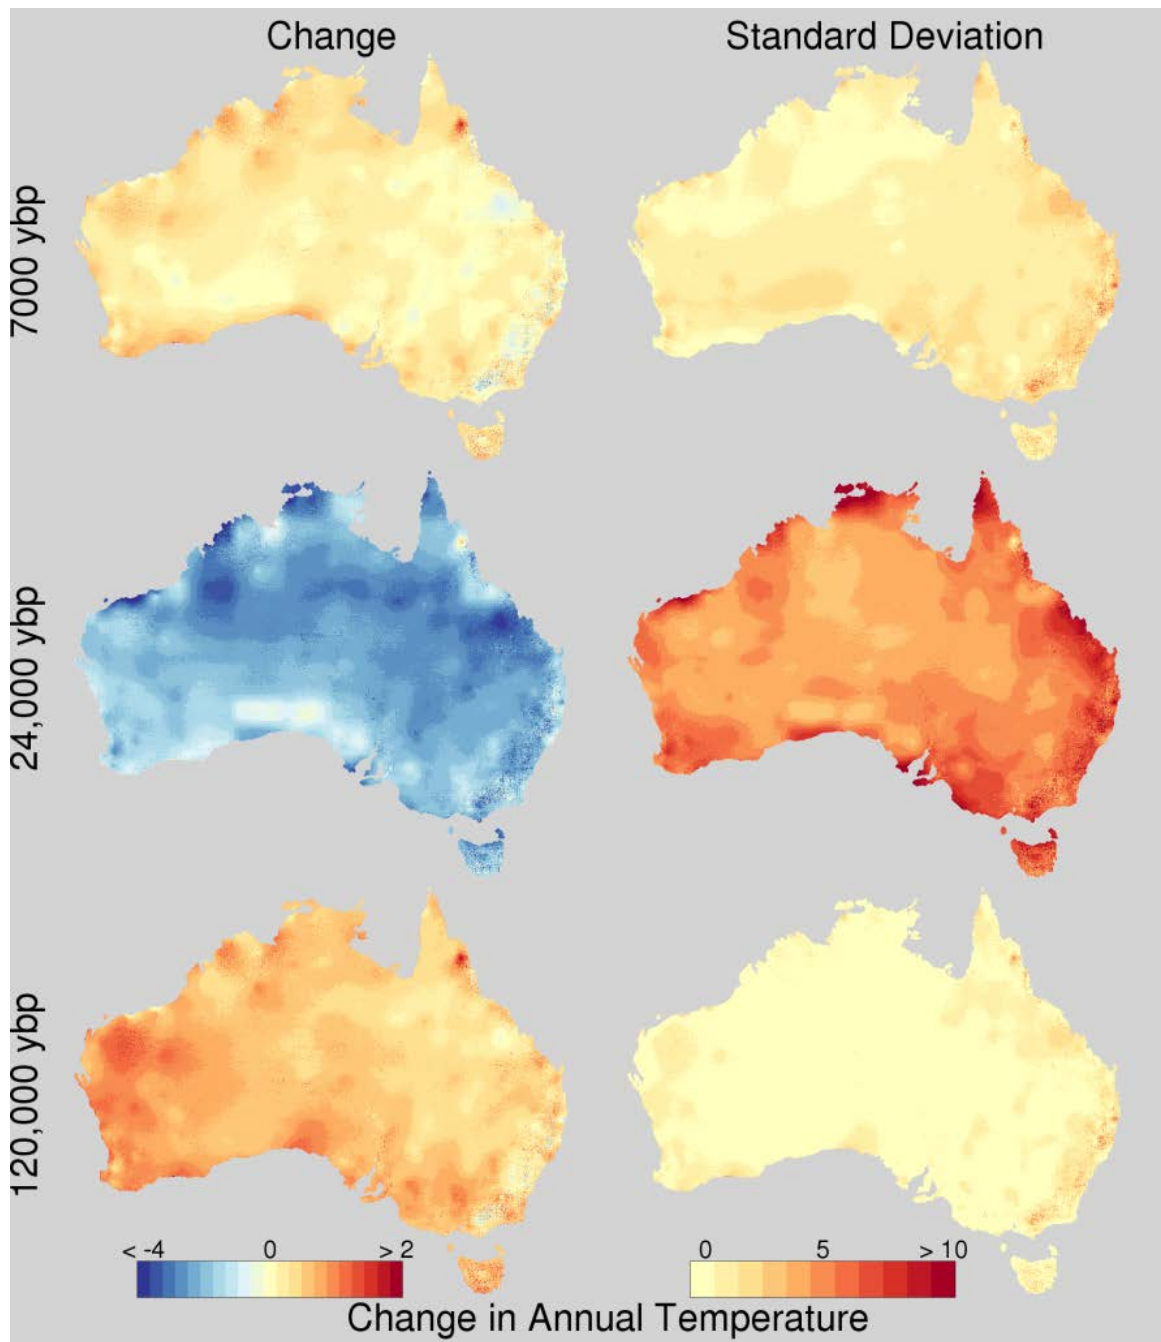 Change
Standard Deviation
7000 ybp
24,000 ybp
120,000 ybp
< -4 0 > 2
0 5 > 10
Change in Annual Temperature